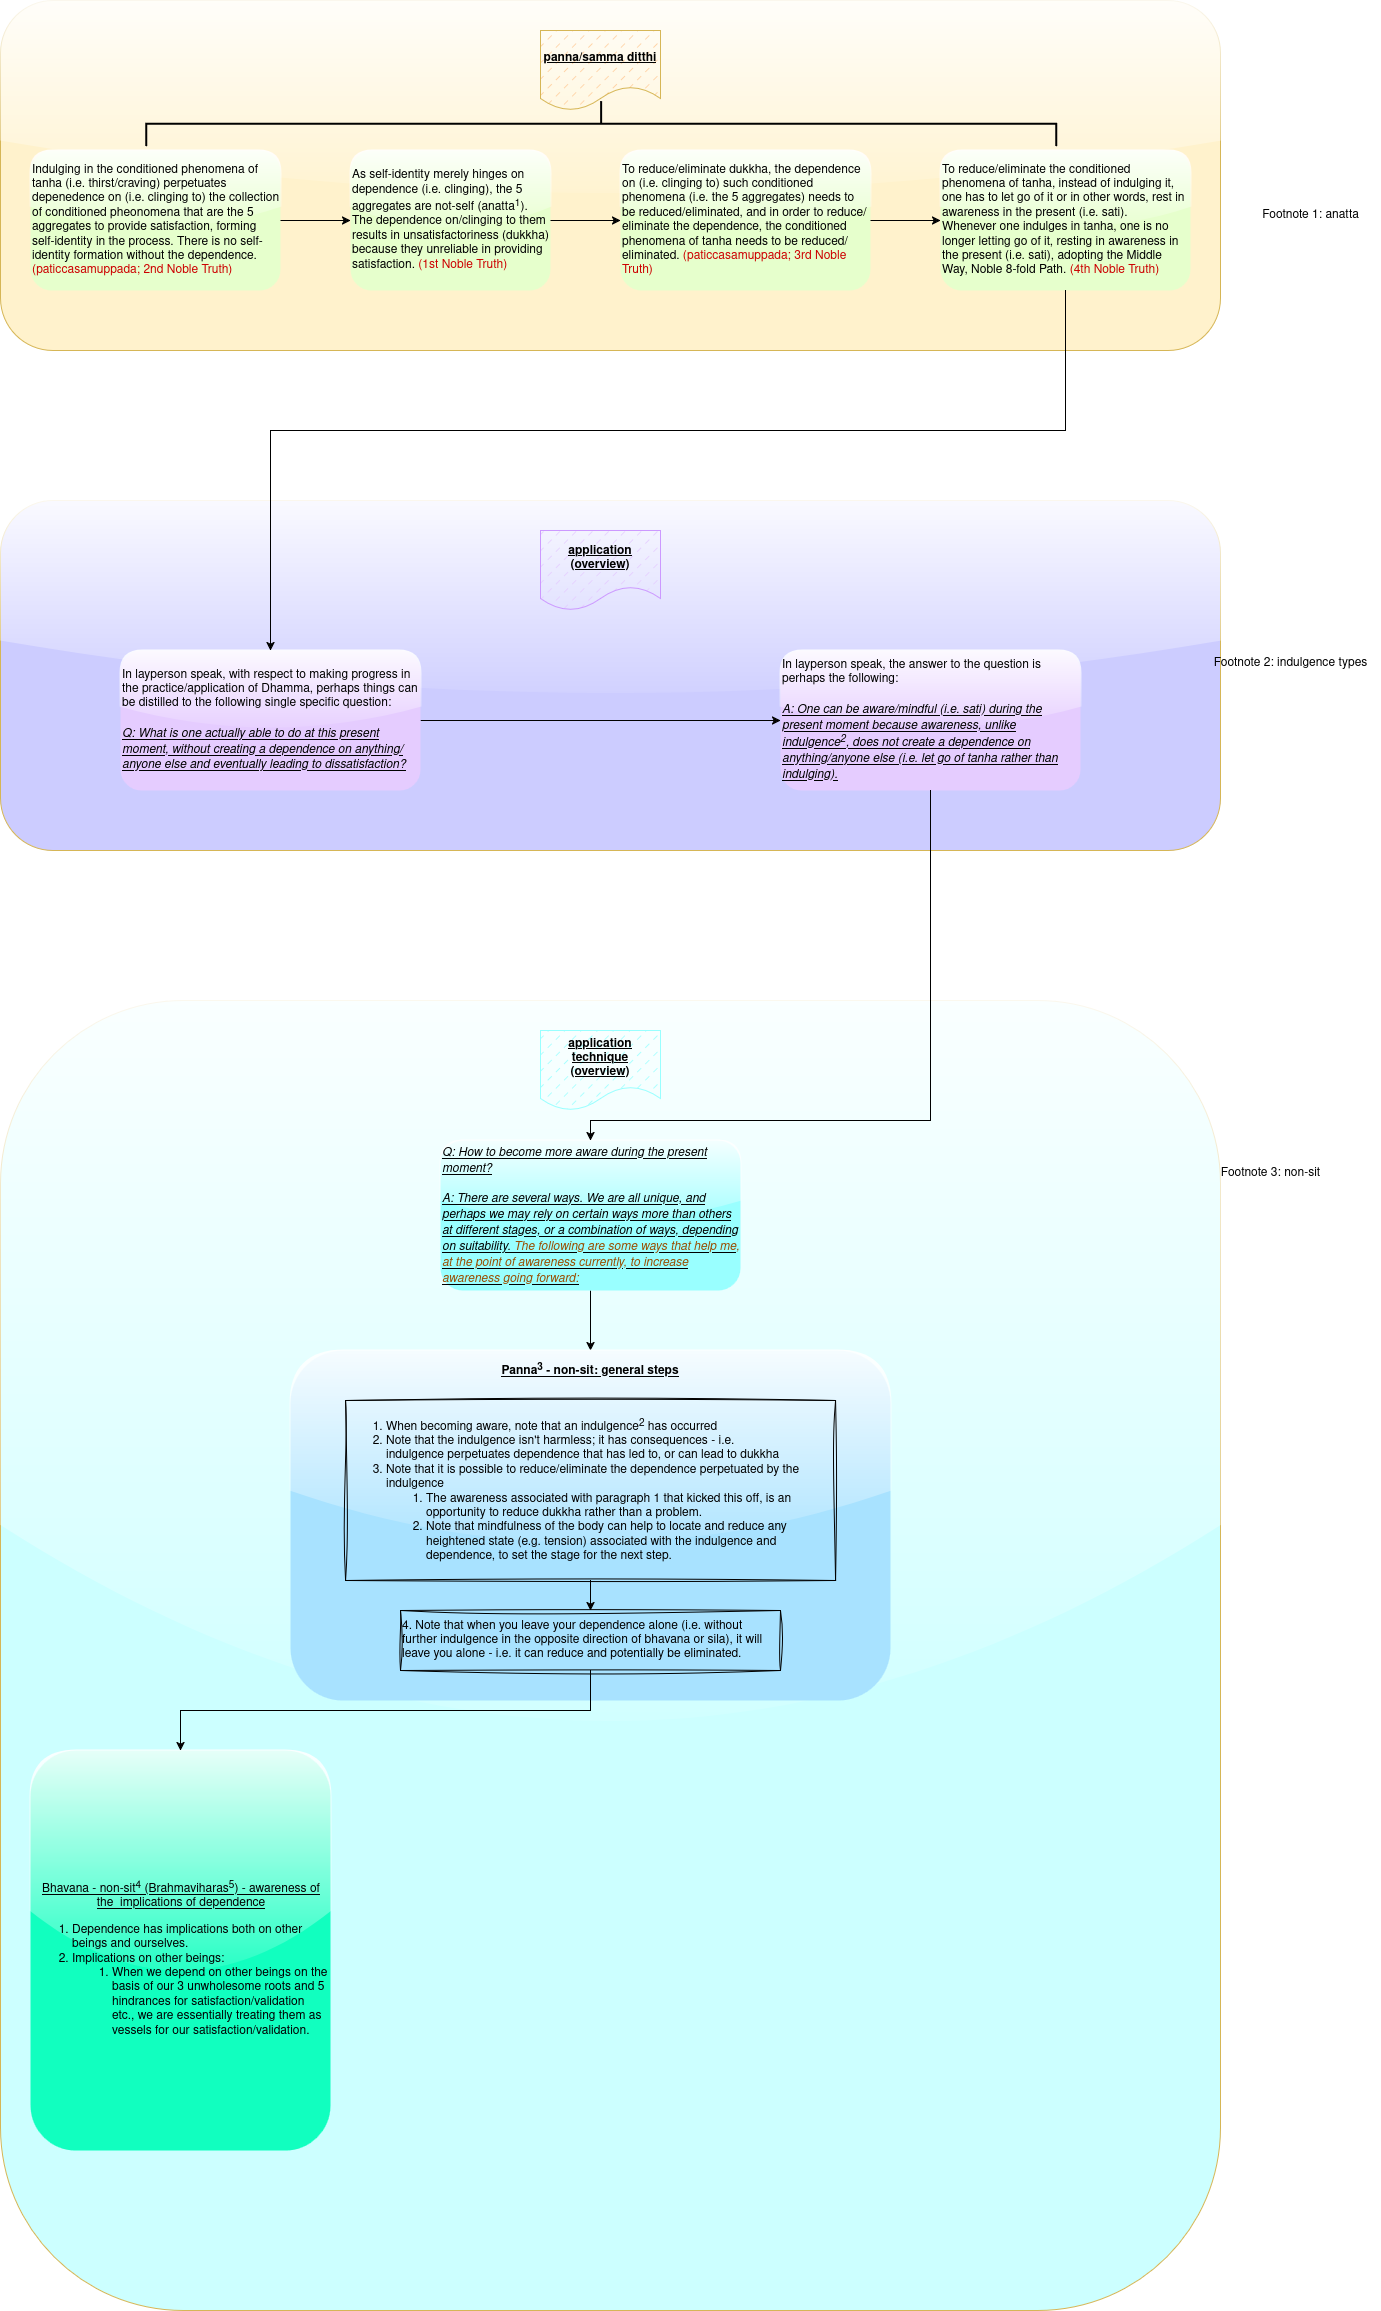 panna/samma ditthi
Indulging in the conditioned phenomena of
tanha (i.e. thirst/craving) perpetuates
depenedence on (i.e. clinging to) the collection
of conditioned pheonomena that are the 5
aggregates to provide satisfaction, forming
self-identity in the process. There is no self-
identity formation without the dependence.
(paticcasamuppada; 2nd Noble Truth)
As self-identity merely hinges on
dependence (i.e. clinging), the 5
aggregates are not-self (anatta1).
The dependence on/clinging to them
results in unsatisfactoriness (dukkha)
because they unreliable in providing
satisfaction. (1st Noble Truth)
To reduce/eliminate dukkha, the dependence
on (i.e. clinging to) such conditioned
phenomena (i.e. the 5 aggregates) needs to
be reduced/eliminated, and in order to reduce/
eliminate the dependence, the conditioned
phenomena of tanha needs to be reduced/
eliminated. (paticcasamuppada; 3rd Noble
Truth)
To reduce/eliminate the conditioned
phenomena of tanha, instead of indulging it,
one has to let go of it or in other words, rest in
awareness in the present (i.e. sati).
Whenever one indulges in tanha, one is no
longer letting go of it, resting in awareness in
the present (i.e. sati), adopting the Middle
Way, Noble 8-fold Path. (4th Noble Truth)
Footnote 1: anatta
application
(overview)
In layperson speak, with respect to making progress in
the practice/application of Dhamma, perhaps things can
be distilled to the following single specific question:
Q: What is one actually able to do at this present
moment, without creating a dependence on anything/
anyone else and eventually leading to dissatisfaction?
In layperson speak, the answer to the question is
perhaps the following:
A: One can be aware/mindful (i.e. sati) during the
present moment because awareness, unlike
indulgence2, does not create a dependence on
anything/anyone else (i.e. let go of tanha rather than
indulging).
Footnote 2: indulgence types
application
technique
(overview)
Q: How to become more aware during the present
moment?
A: There are several ways. We are all unique, and
perhaps we may rely on certain ways more than others
at different stages, or a combination of ways, depending
on suitability. The following are some ways that help me,
at the point of awareness currently, to increase
awareness going forward:
Footnote 3: non-sit
Panna3 - non-sit: general steps
1. When becoming aware, note that an indulgence2 has occurred
2. Note that the indulgence isn't harmless; it has consequences - i.e.
indulgence perpetuates dependence that has led to, or can lead to dukkha
3. Note that it is possible to reduce/eliminate the dependence perpetuated by the
indulgence
1. The awareness associated with paragraph 1 that kicked this off, is an
opportunity to reduce dukkha rather than a problem.
2. Note that mindfulness of the body can help to locate and reduce any
heightened state (e.g. tension) associated with the indulgence and
dependence, to set the stage for the next step.
4. Note that when you leave your dependence alone (i.e. without
further indulgence in the opposite direction of bhavana or sila), it will
leave you alone - i.e. it can reduce and potentially be eliminated.
Bhavana - non-sit4 (Brahmaviharas5) - awareness of
the implications of dependence
1. Dependence has implications both on other
beings and ourselves.
2. Implications on other beings:
1. When we depend on other beings on the
basis of our 3 unwholesome roots and 5
hindrances for satisfaction/validation
etc., we are essentially treating them as
vessels for our satisfaction/validation.